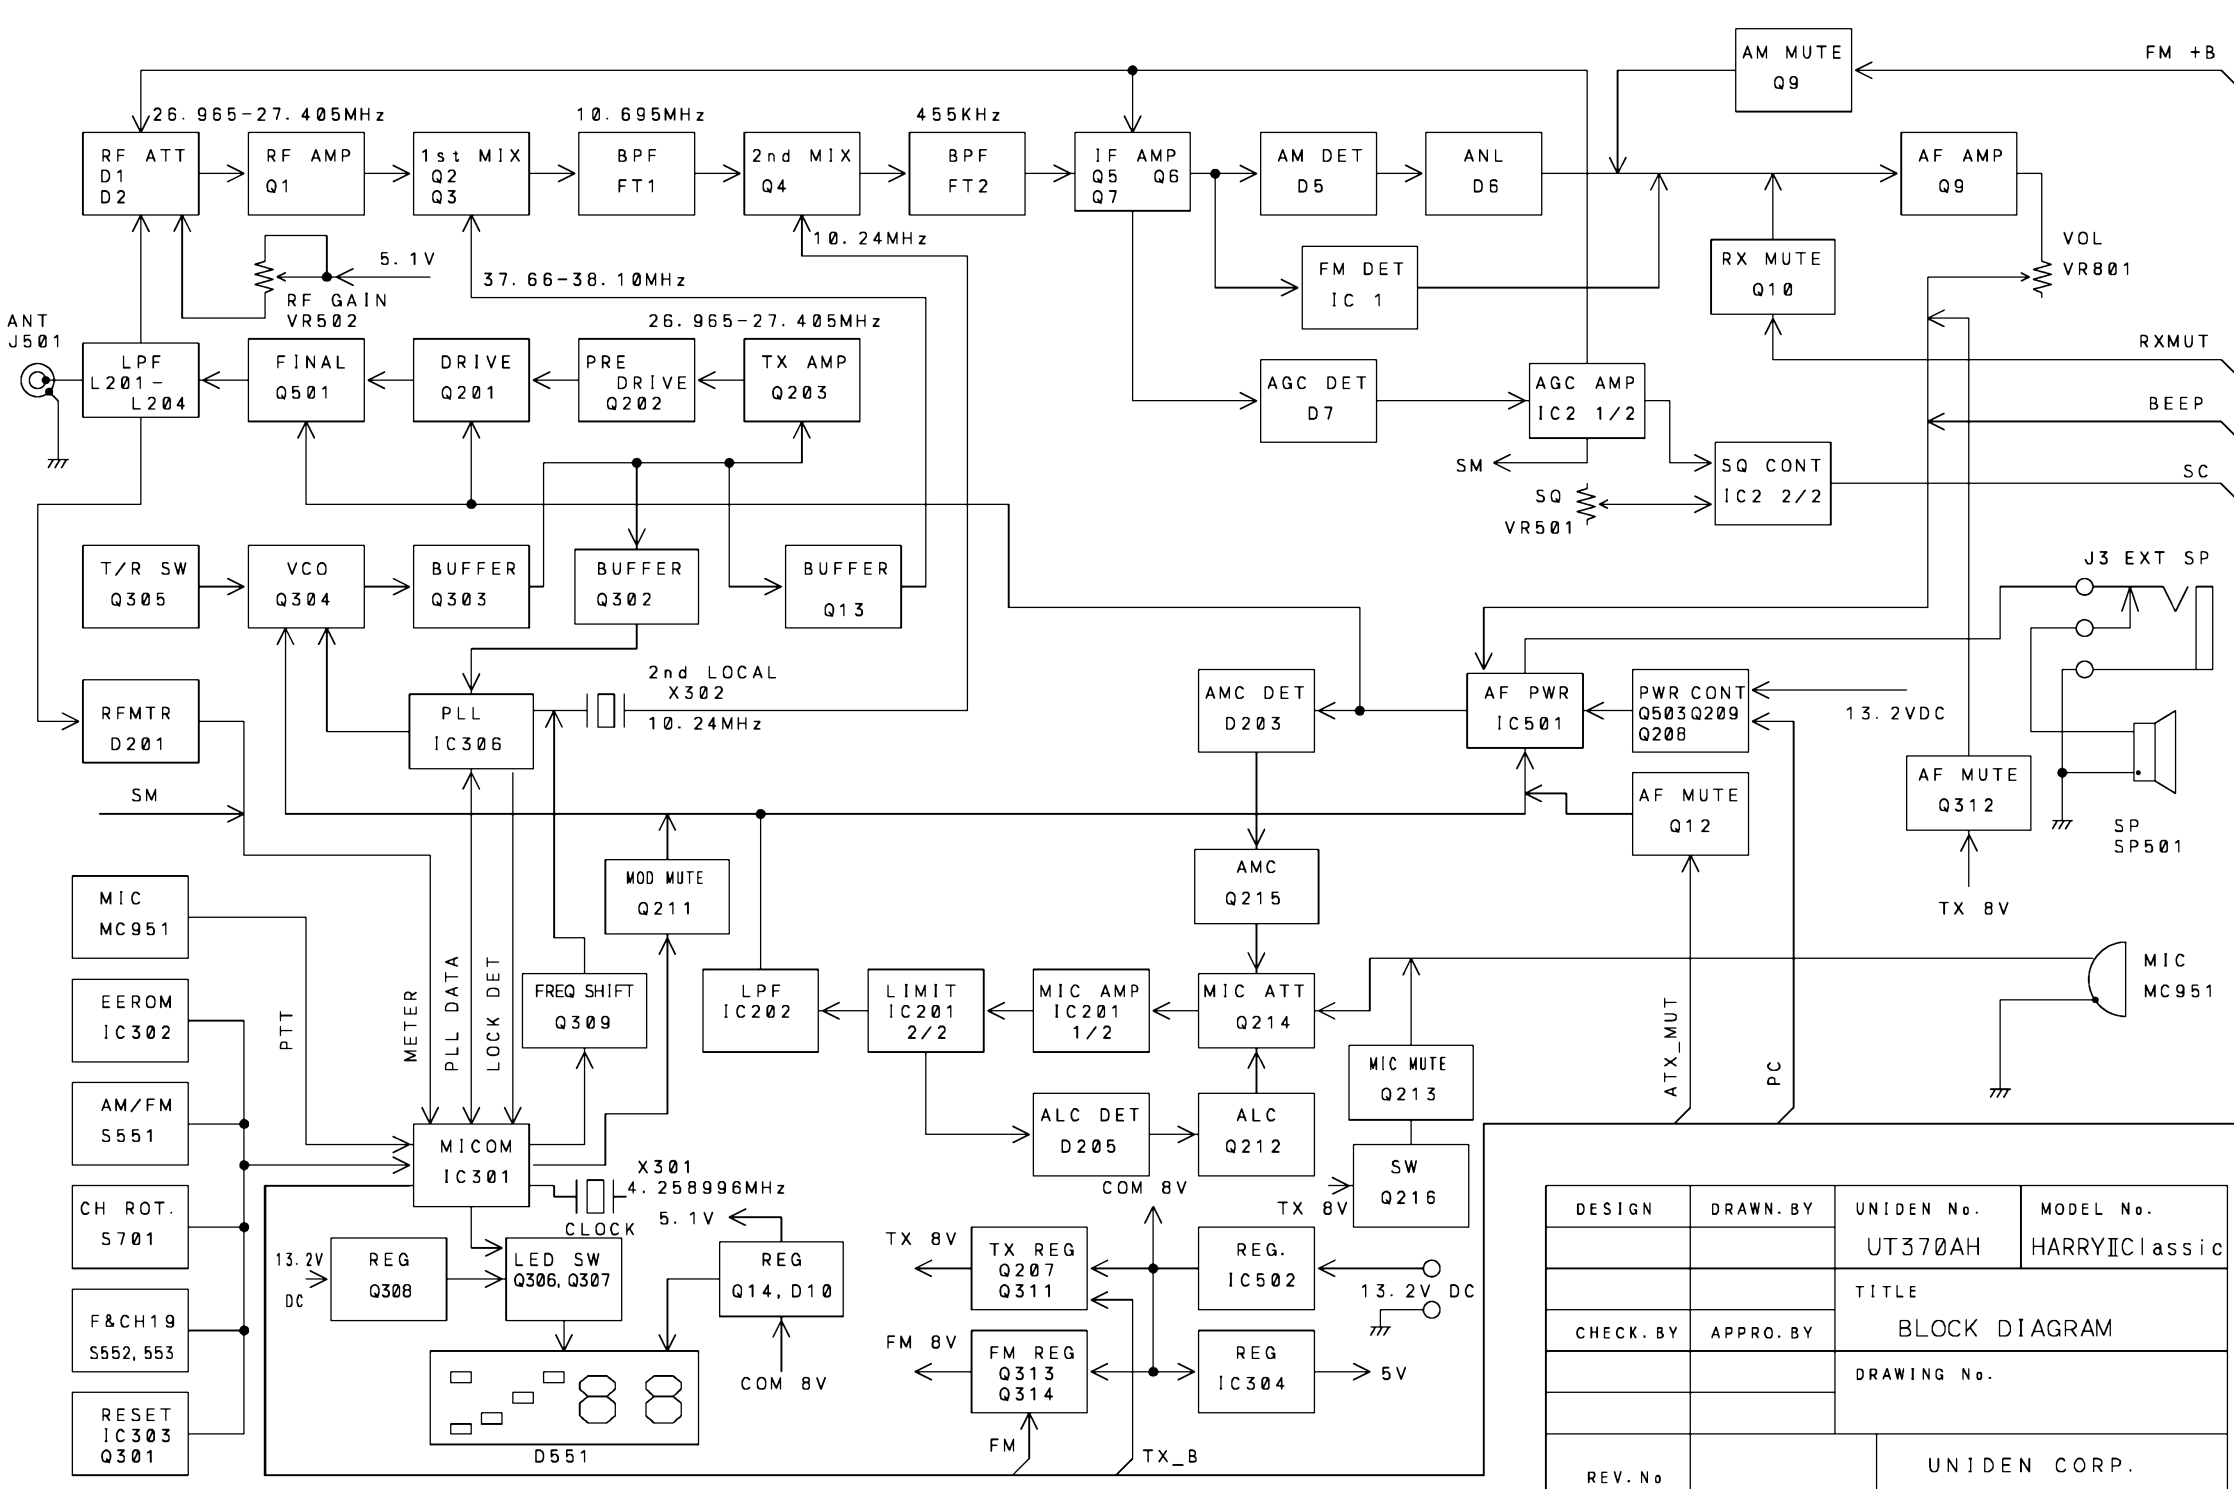 AM MUTE
Q9
FM +B
26.965-27.405MHz
10.695MHz
455KHz
RF ATT
D1
D2
RF AMP
Q1
1st MIX
Q2
Q3
BPF
FT1
2nd MIX
Q4
BPF
FT2
IF AMP
Q5 Q6
Q7
AM DET
D5
ANL
D6
AF AMP
Q9
10.24MHz
5.1V
37.66-38.10MHz
RF GAIN
VR502
FM DET
IC 1
RX MUTE
Q10
VOL
VR801
ANT
J501
26.965-27.405MHz
RXMUT
LPF
L201-
L204
FINAL
Q501
DRIVE
Q201
PRE
DRIVE
Q202
TX AMP
Q203
AGC DET
D7
AGC AMP
IC2 1/2
BEEP
SM
SQ CONT
IC2 2/2
SC
SQ
VR501
T/R SW
Q305
VCO
Q304
BUFFER
Q303
BUFFER
Q302
BUFFER
Q13
J3 EXT SP
2nd LOCAL
X302
10.24MHz
RFMTR
D201
PLL
IC306
AMC DET
D203
AF PWR
IC501
PWR CONT
Q503 Q209
Q208
13.2VDC
SM
AF MUTE
Q12
AF MUTE
Q312
SP
SP501
TX 8V
MOD MUTE
Q211
AMC
Q215
MIC
MC951
MIC
MC951
EEROM
IC302
PTT
METER
PLL DATA
LOCK DET
FREQ SHIFT
Q309
LPF
IC202
LIMIT
IC201
2/2
MIC AMP
IC201
1/2
MIC ATT
Q214
MIC MUTE
Q213
ATX_MUT
PC
AM/FM
S551
MICOM
IC301
ALC DET
D205
ALC
Q212
SW
Q216
TX 8V
X301
4.258996MHz
CLOCK
5.1V
COM 8V
CH ROT.
S701
13.2V
DC
REG
Q308
LED SW
Q306,Q307
REG
Q14,D10
TX 8V
TX REG
Q207
Q311
REG.
IC502
13.2V DC
F&CH19
S552,553
COM 8V
FM 8V
FM REG
Q313
Q314
REG
IC304
5V
RESET
IC303
Q301
D551
FM
TX_B
DESIGN
DRAWN.BY
UNIDEN No.
UT370AH
MODEL No.
HARRYⅡClassic
TITLE
BLOCK DIAGRAM
CHECK.BY
APPRO.BY
DRAWING No.
REV.No
UNIDEN CORP.